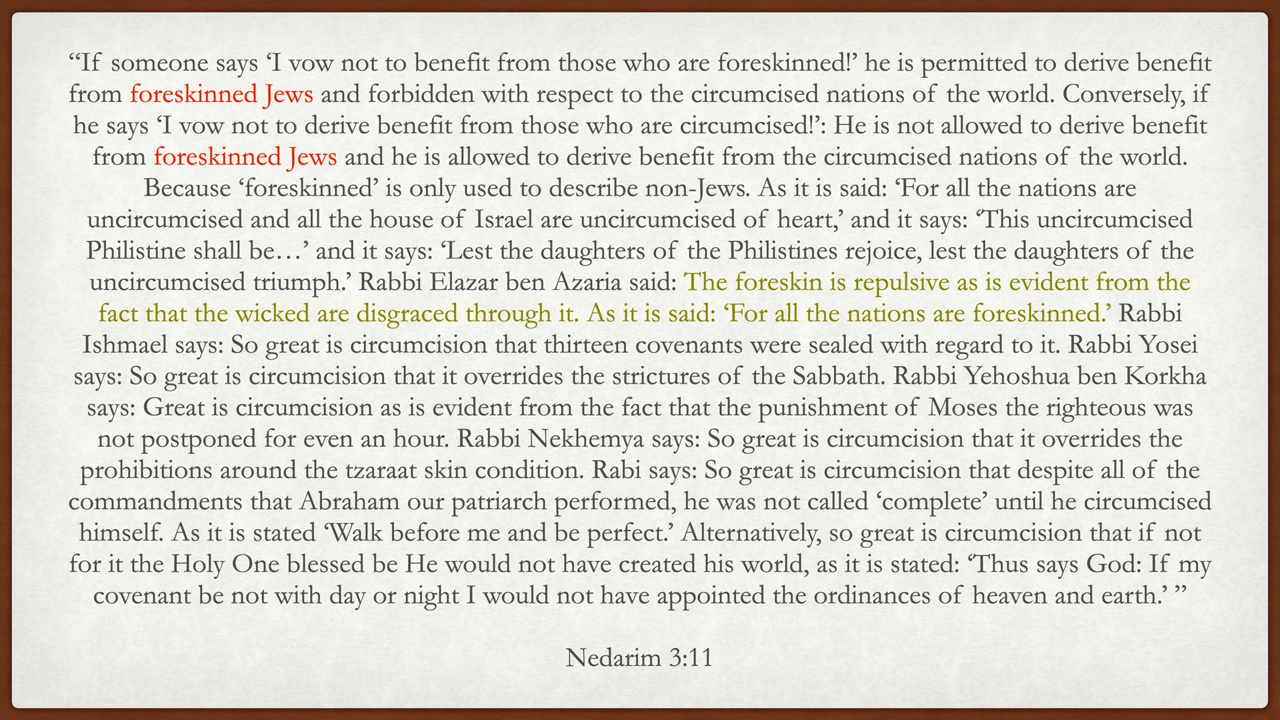 “If someone says ‘I vow not to benefit from those who are foreskinned!’ he is permitted to derive benefit
from foreskinned Jews and forbidden with respect to the circumcised nations of the world. Conversely, if
he says ‘I vow not to derive benefit from those who are circumcised!’: He is not allowed to derive benefit
from foreskinned Jews and he is allowed to derive benefit from the circumcised nations of the world.
Because ‘foreskinned’ is only used to describe non-Jews. As it is said: ‘For all the nations are
uncircumcised and all the house of Israel are uncircumcised of heart,’ and it says: ‘This uncircumcised
Philistine shall be…’ and it says: ‘Lest the daughters of the Philistines rejoice, lest the daughters of the
uncircumcised triumph.’ Rabbi Elazar ben Azaria said: The foreskin is repulsive as is evident from the
fact that the wicked are disgraced through it. As it is said: ‘For all the nations are foreskinned.’ Rabbi
Ishmael says: So great is circumcision that thirteen covenants were sealed with regard to it. Rabbi Yosei
says: So great is circumcision that it overrides the strictures of the Sabbath. Rabbi Yehoshua ben Korkha
says: Great is circumcision as is evident from the fact that the punishment of Moses the righteous was
not postponed for even an hour. Rabbi Nekhemya says: So great is circumcision that it overrides the
prohibitions around the tzaraat skin condition. Rabi says: So great is circumcision that despite all of the
commandments that Abraham our patriarch performed, he was not called ‘complete’ until he circumcised
himself. As it is stated ‘Walk before me and be perfect.’ Alternatively, so great is circumcision that if not
for it the Holy One blessed be He would not have created his world, as it is stated: ‘Thus says God: If my
covenant be not with day or night I would not have appointed the ordinances of heaven and earth.’ ”
Nedarim 3:11